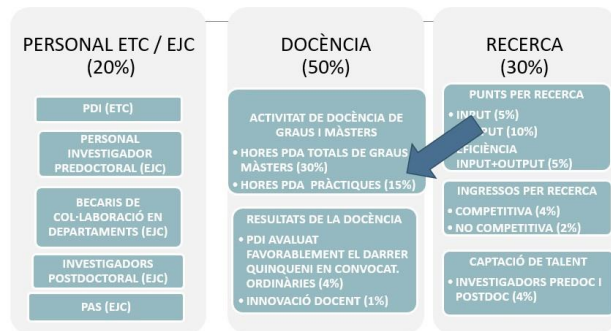 PERSONAL ETC / EJC
(20%)
PDI (ETC)
PERSONAL
INVESTIGADOR
PREDOCTORAL (EJC)
BECARIS DE
COL·LABORACIÓ EN
DEPARTAMENTS (EJC)
INVESTIGADORS
POSTDOCTORAL (EJC)
PAS (EJC)
DOCÈNCIA
(50%)
ACTIVITAT DE DOCÈNCIA DE
GRAUS I MÀSTERS
• HORES PDA TOTALS DE GRAUS
MÀSTERS (30%)
• HORES PDA PRÀCTIQUES (15%)
RESULTATS DE LA DOCÈNCIA
• PDI AVALUAT
FAVORABLEMENT EL DARRER
QUINQUENI EN CONVOCAT.
ORDINÀRIES (4%)
• INNOVACIÓ DOCENT (1%)
RECERCA
(30%)
PUNTS PER RECERCA
• INPUT (5%)
(10%)
INPUT+OUTPUT (5%)
INGRESSOS PER RECERCA
• COMPETITIVA (4%)
• NO COMPETITIVA (2%)
CAPTACIÓ DE TALENT
• INVESTIGADORS PREDOC I
POSTDOC (4%)